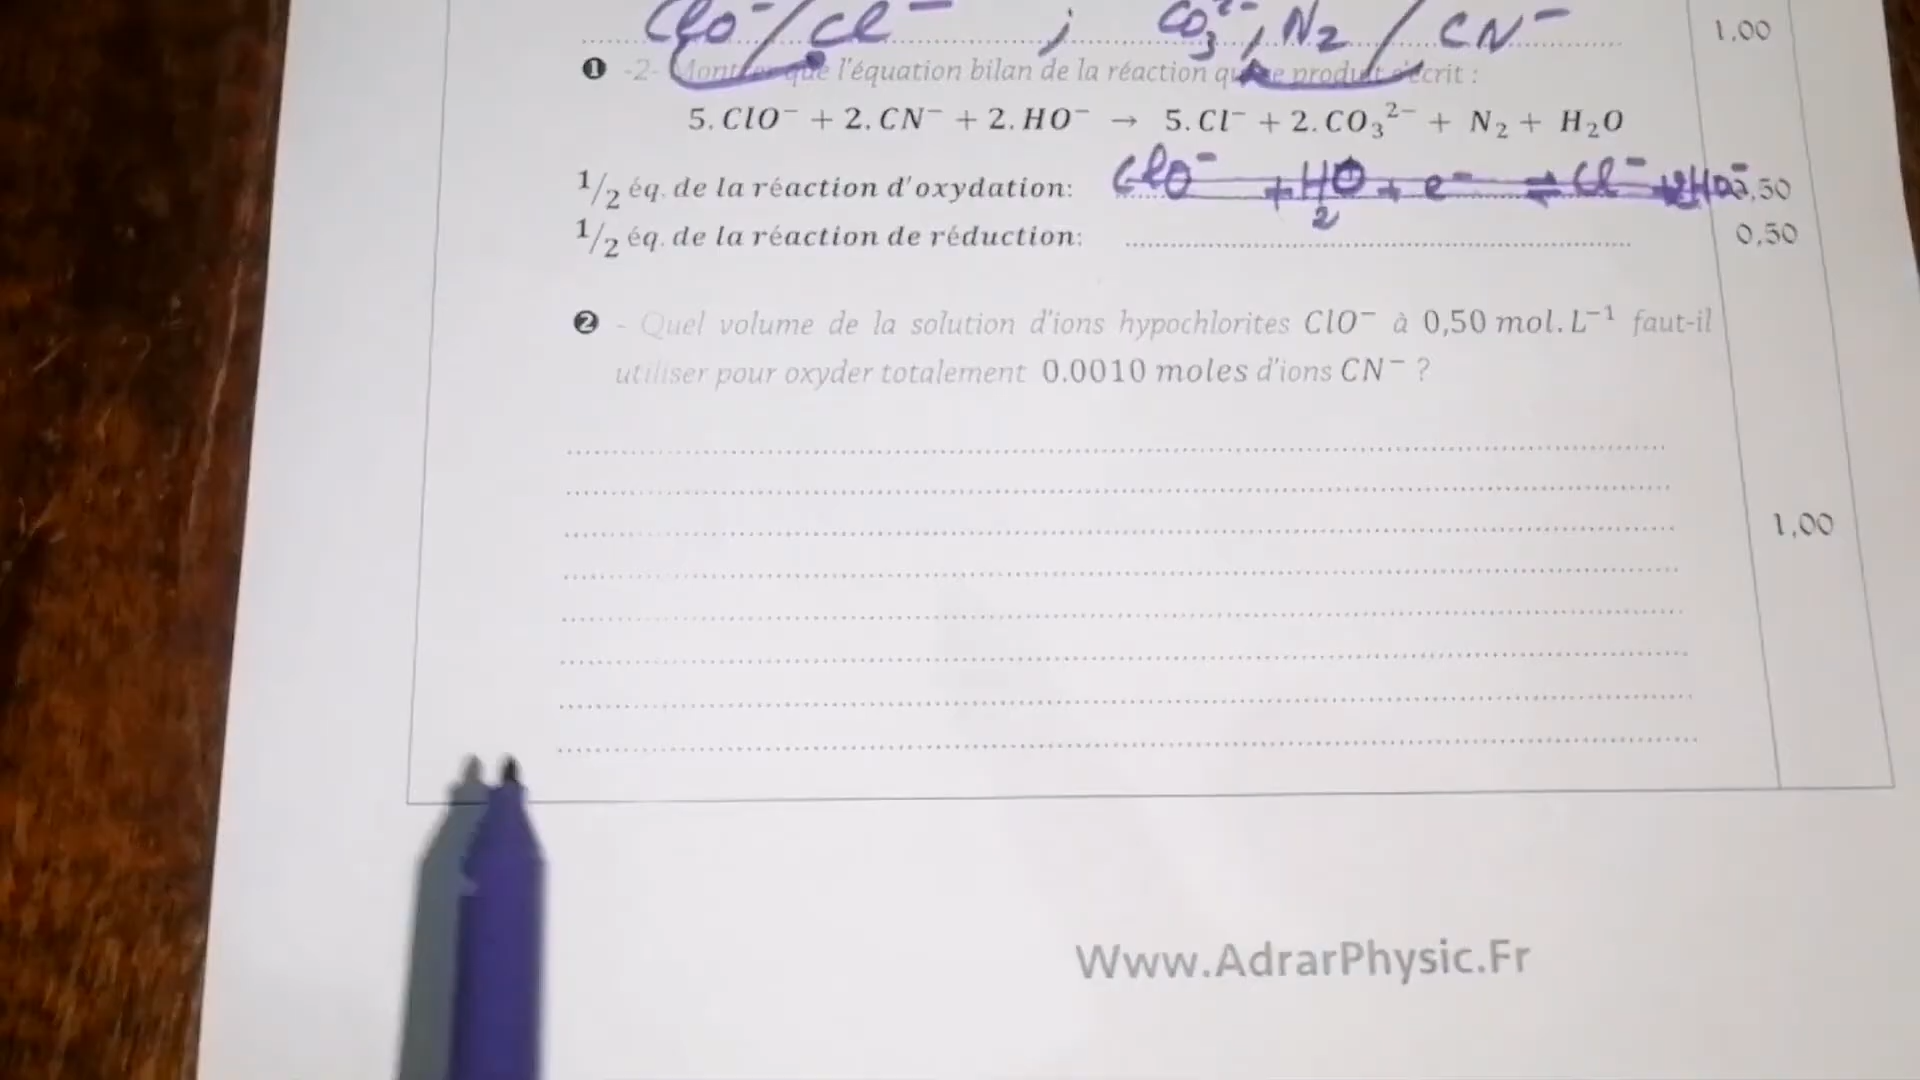 ClO⁻/Cl⁻ ; CO₃²⁻, N₂/CN⁻
1,00
❶ -2- Montrer que l'équation bilan de la réaction qui se produit s'écrit :
5. ClO⁻ + 2. CN⁻ + 2. HO⁻ → 5. Cl⁻ + 2. CO₃²⁻ + N₂ + H₂O
1/2 éq. de la réaction d'oxydation: ClO⁻ + H₂O + e⁻ ⇌ Cl⁻ + 2HO⁻ ,50
1/2 éq. de la réaction de réduction: 0,50
❷ - Quel volume de la solution d'ions hypochlorites ClO⁻ à 0,50 mol. L⁻¹ faut-il
utiliser pour oxyder totalement 0.0010 moles d'ions CN⁻ ?
1,00
Www.AdrarPhysic.Fr